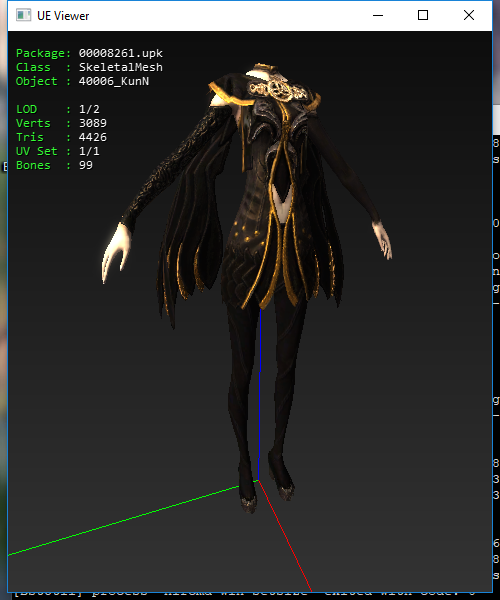 UE Viewer
Package: 00008261.upk
Class : SkeletalMesh
Object : 40006_KunN
LOD : 1/2
Verts : 3089
Tris : 4426
UV Set : 1/1
Bones : 99